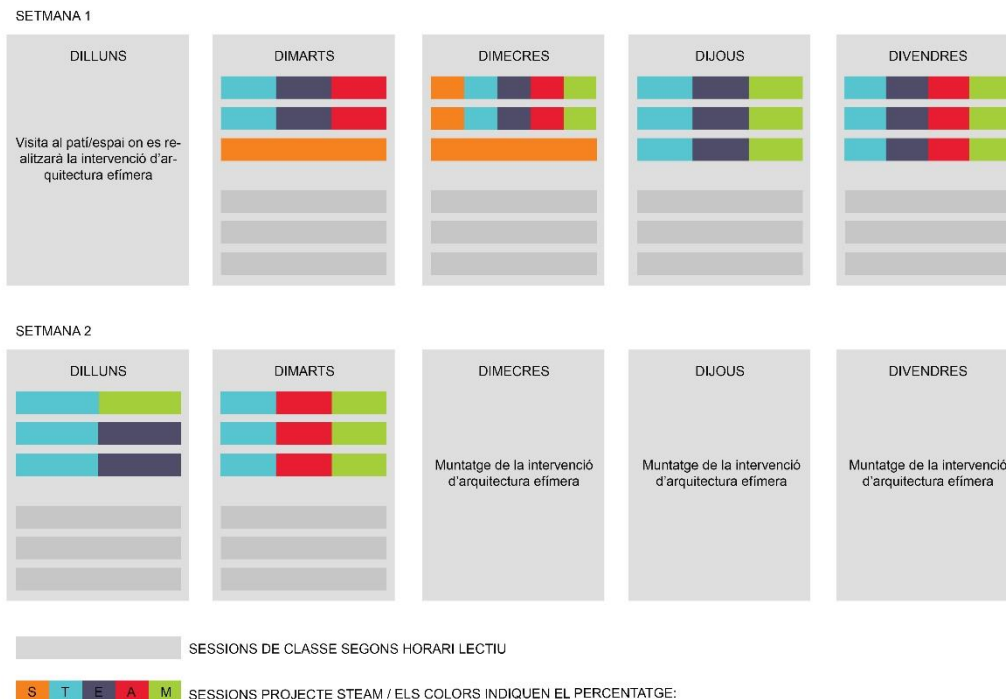 SETMANA 1
DILLUNS
DIMARTS
DIMECRES
DIJOUS
DIVENDRES
Visita al patí/espai on es re-
alitzarà la intervenció d'ar-
quitectura efímera
SETMANA 2
DILLUNS
DIMARTS
DIMECRES
DIJOUS
DIVENDRES
Muntatge de la intervenció
d'arquitectura efímera
Muntatge de la intervenció
d'arquitectura efímera
Muntatge de la intervenció
d'arquitectura efímera
SESSIONS DE CLASSE SEGONS HORARI LECTIU
S T E A M SESSIONS PROJECTE STEAM / ELS COLORS INDIQUEN EL PERCENTATGE: